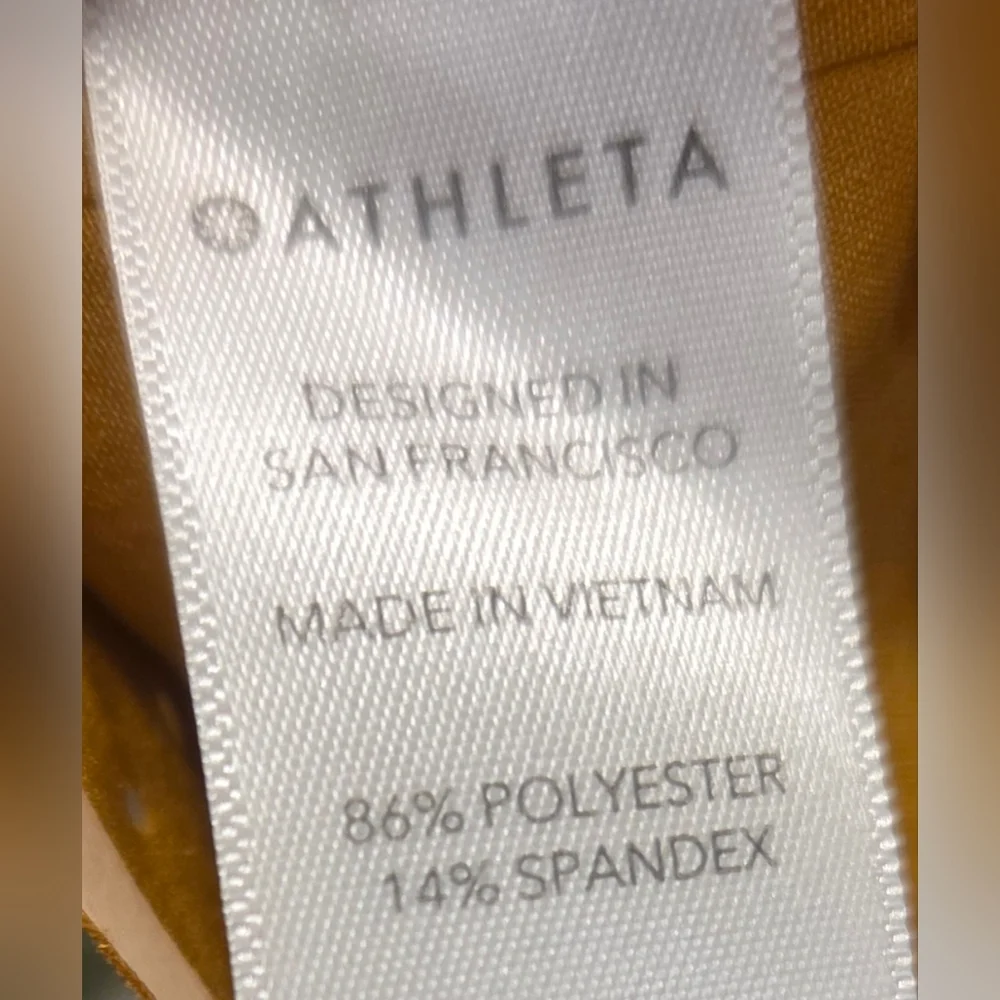 ATHLETA
DESIGNED IN
SAN FRANCISCO
MADE IN VIETNAM
86% POLYESTER
14% SPANDEX